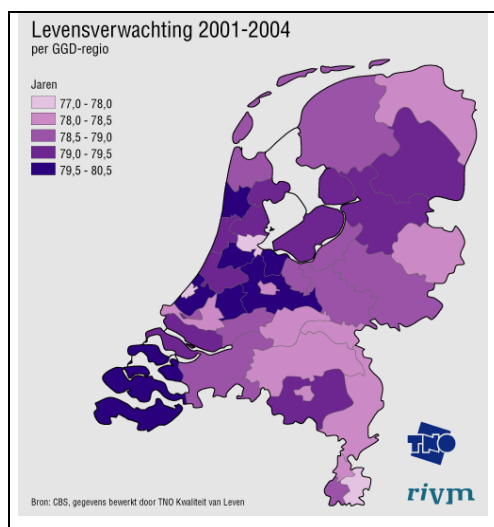 Levensverwachting 2001-2004
per GGD-regio
Jaren
77,0 - 78,0
78,0 - 78,5
78,5 - 79,0
79,0 - 79,5
79,5 - 80,5
TNO
rivm
Bron: CBS, gegevens bewerkt door TNO Kwaliteit van Leven